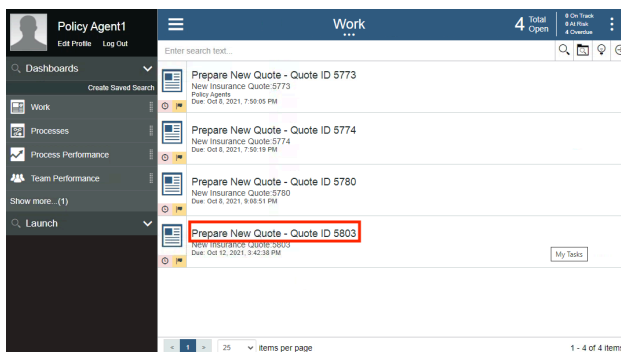 Policy Agent1
Edit Profile Log Out
Dashboards
Create Saved Search
Work
Processes
Process Performance
Team Performance
Show more...(1)
Launch
Work
4 Total Open
0 On Track
0 At Risk
4 Overdue
Enter search text...
Prepare New Quote - Quote ID 5773
New Insurance Quote:5773
Policy Agents
Due: Oct 8, 2021, 7:50:05 PM
Prepare New Quote - Quote ID 5774
New Insurance Quote:5774
Due: Oct 8, 2021, 7:50:19 PM
Prepare New Quote - Quote ID 5780
New Insurance Quote:5780
Due: Oct 8, 2021, 9:08:51 PM
Prepare New Quote - Quote ID 5803
New Insurance Quote:5803
Due: Oct 12, 2021, 3:42:38 PM
My Tasks
« 1 » 25 items per page
1 - 4 of 4 items